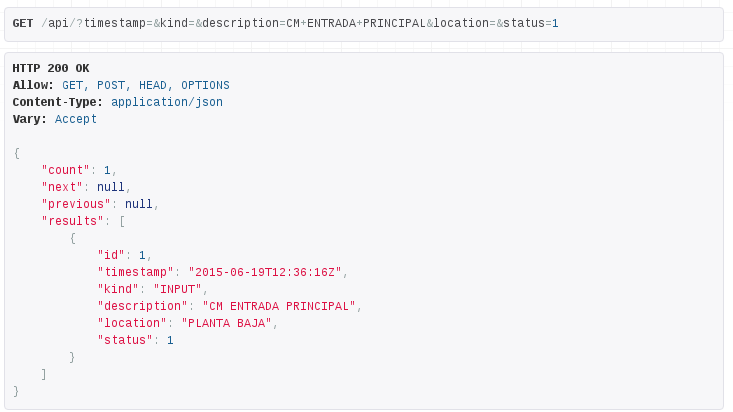 GET /api/?timestamp=&kind=&description=CM+ENTRADA+PRINCIPAL&location=&status=1
HTTP 200 OK
Allow: GET, POST, HEAD, OPTIONS
Content-Type: application/json
Vary: Accept
{
    "count": 1,
    "next": null,
    "previous": null,
    "results": [
        {
            "id": 1,
            "timestamp": "2015-06-19T12:36:16Z",
            "kind": "INPUT",
            "description": "CM ENTRADA PRINCIPAL",
            "location": "PLANTA BAJA",
            "status": 1
        }
    ]
}